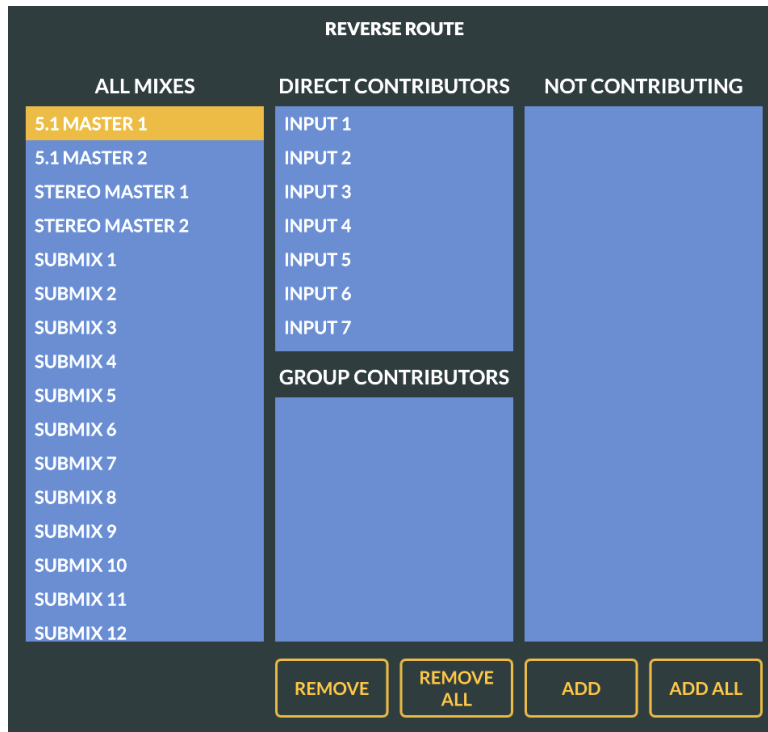 REVERSE ROUTE
ALL MIXES
5.1 MASTER 1
5.1 MASTER 2
STEREO MASTER 1
STEREO MASTER 2
SUBMIX 1
SUBMIX 2
SUBMIX 3
SUBMIX 4
SUBMIX 5
SUBMIX 6
SUBMIX 7
SUBMIX 8
SUBMIX 9
SUBMIX 10
SUBMIX 11
SUBMIX 12
DIRECT CONTRIBUTORS
INPUT 1
INPUT 2
INPUT 3
INPUT 4
INPUT 5
INPUT 6
INPUT 7
GROUP CONTRIBUTORS
REMOVE
REMOVE
ALL
NOT CONTRIBUTING
ADD
ADD ALL